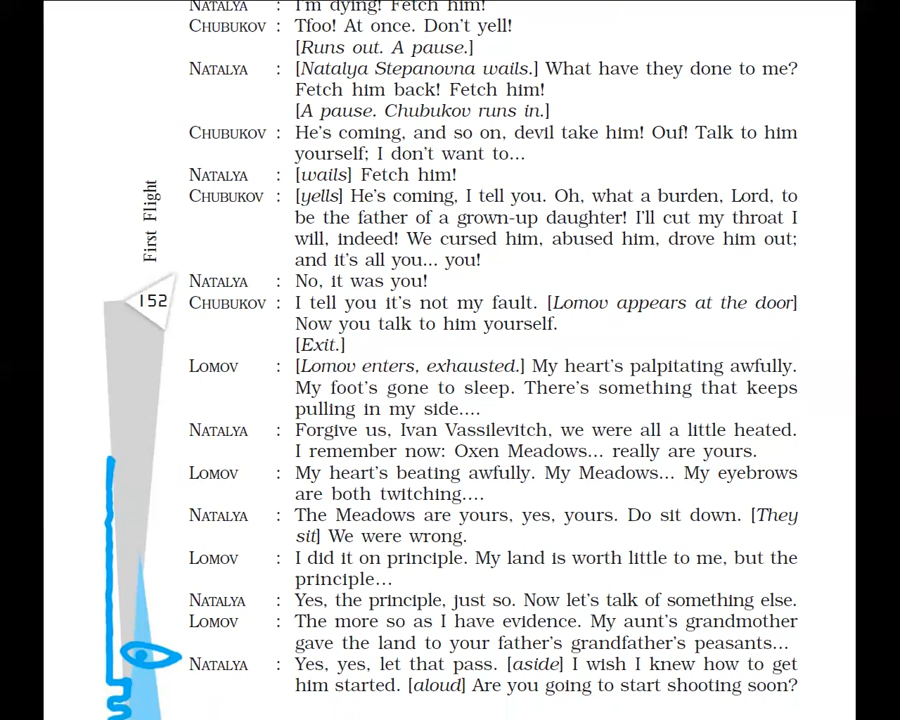 NATALYA : I'm dying! Fetch him!
CHUBUKOV : Tfoo! At once. Don't yell!
[Runs out. A pause.]
NATALYA : [Natalya Stepanovna wails.] What have they done to me?
Fetch him back! Fetch him!
[A pause. Chubukov runs in.]
CHUBUKOV : He's coming, and so on, devil take him! Ouf! Talk to him
yourself; I don't want to...
NATALYA : [wails] Fetch him!
CHUBUKOV : [yells] He's coming, I tell you. Oh, what a burden, Lord, to
be the father of a grown-up daughter! I'll cut my throat I
will, indeed! We cursed him, abused him, drove him out;
and it's all you... you!
NATALYA : No, it was you!
CHUBUKOV : I tell you it's not my fault. [Lomov appears at the door]
Now you talk to him yourself.
[Exit.]
LOMOV : [Lomov enters, exhausted.] My heart's palpitating awfully.
My foot's gone to sleep. There's something that keeps
pulling in my side....
NATALYA : Forgive us, Ivan Vassilevitch, we were all a little heated.
I remember now: Oxen Meadows... really are yours.
LOMOV : My heart's beating awfully. My Meadows... My eyebrows
are both twitching....
NATALYA : The Meadows are yours, yes, yours. Do sit down. [They
sit] We were wrong.
LOMOV : I did it on principle. My land is worth little to me, but the
principle...
NATALYA : Yes, the principle, just so. Now let's talk of something else.
LOMOV : The more so as I have evidence. My aunt's grandmother
gave the land to your father's grandfather's peasants...
NATALYA : Yes, yes, let that pass. [aside] I wish I knew how to get
him started. [aloud] Are you going to start shooting soon?
First Flight
152